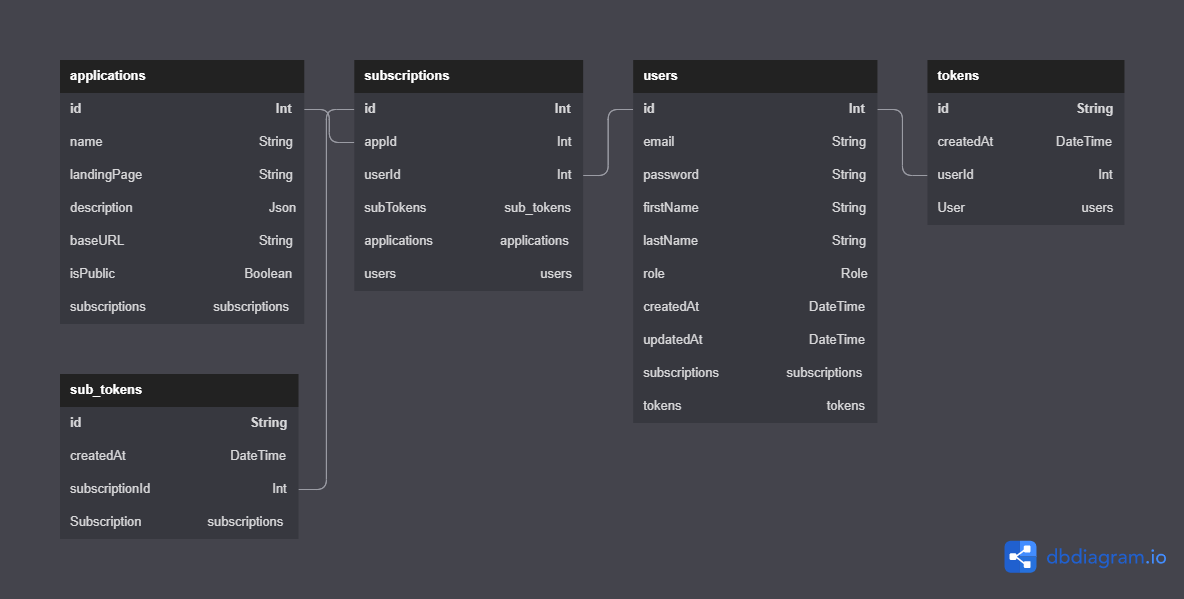 applications
id Int
name String
landingPage String
description Json
baseURL String
isPublic Boolean
subscriptions subscriptions
subscriptions
id Int
appId Int
userId Int
subTokens sub_tokens
applications applications
users users
users
id Int
email String
password String
firstName String
lastName String
role Role
createdAt DateTime
updatedAt DateTime
subscriptions subscriptions
tokens tokens
tokens
id String
createdAt DateTime
userId Int
User users
sub_tokens
id String
createdAt DateTime
subscriptionId Int
Subscription subscriptions
dbdiagram.io